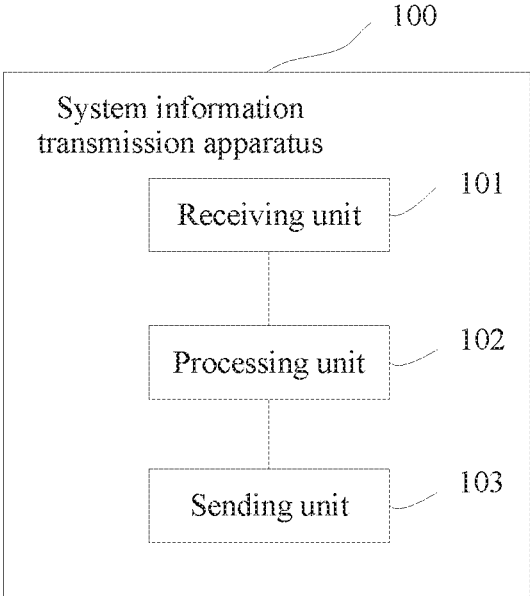 100
System information
transmission apparatus
101
Receiving unit
102
Processing unit
103
Sending unit